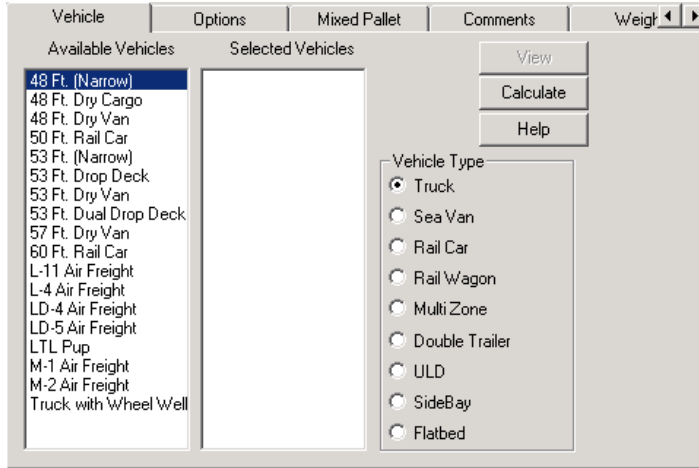 Vehicle
Options
Mixed Pallet
Comments
Weigh
Available Vehicles
Selected Vehicles
48 Ft. (Narrow)
48 Ft. Dry Cargo
48 Ft. Dry Van
50 Ft. Rail Car
53 Ft. (Narrow)
53 Ft. Drop Deck
53 Ft. Dry Van
53 Ft. Dual Drop Deck
57 Ft. Dry Van
60 Ft. Rail Car
L-11 Air Freight
L-4 Air Freight
LD-4 Air Freight
LD-5 Air Freight
LTL Pup
M-1 Air Freight
M-2 Air Freight
Truck with Wheel Well
View
Calculate
Help
Vehicle Type
Truck
Sea Van
Rail Car
Rail Wagon
Multi Zone
Double Trailer
ULD
SideBay
Flatbed